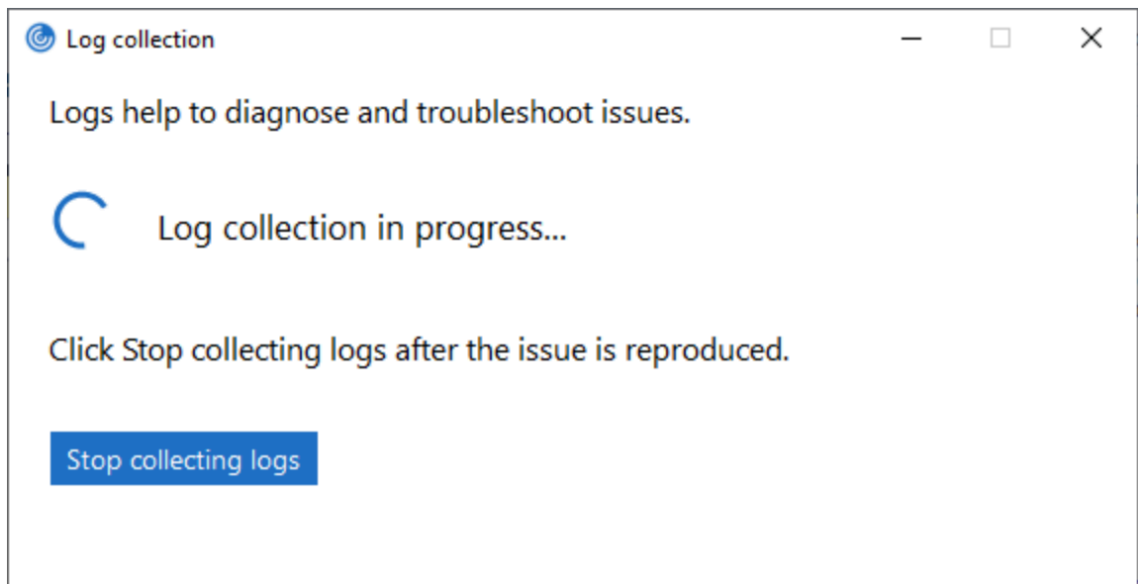 Log collection
Logs help to diagnose and troubleshoot issues.
Log collection in progress...
Click Stop collecting logs after the issue is reproduced.
Stop collecting logs